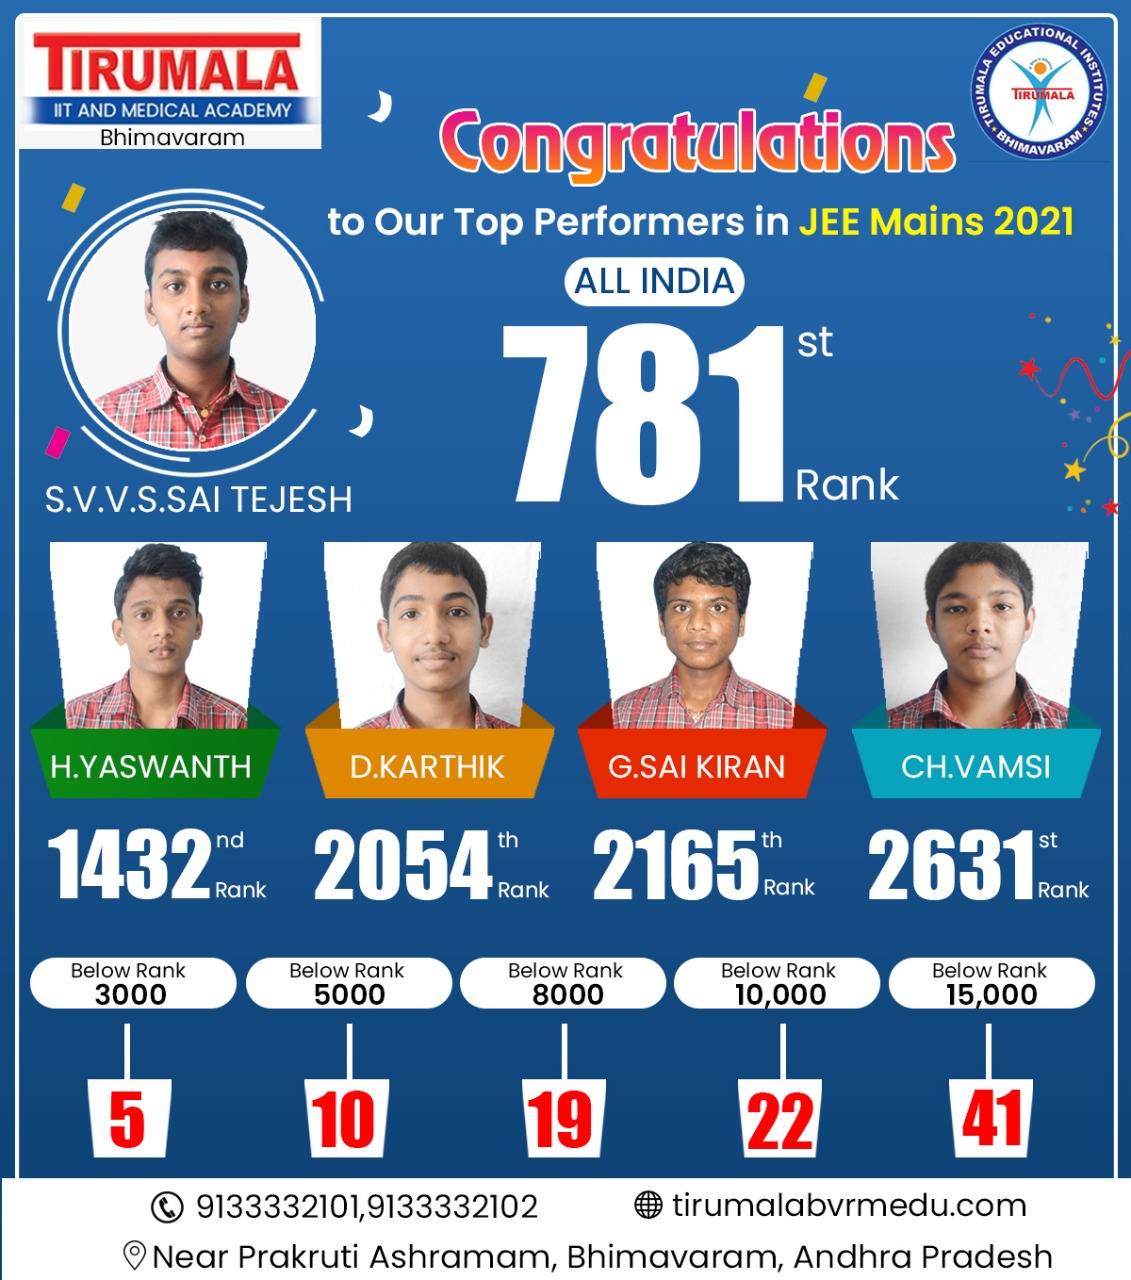 TIRUMALA
IIT AND MEDICAL ACADEMY
Bhimavaram
TIRUMALA EDUCATIONAL INSTITUTES
TIRUMALA
BHIMAVARAM
Congratulations
to Our Top Performers in JEE Mains 2021
ALL INDIA
781st Rank
S.V.V.S.SAI TEJESH
H.YASWANTH D.KARTHIK G.SAI KIRAN CH.VAMSI
1432nd Rank 2054th Rank 2165th Rank 2631st Rank
Below Rank Below Rank Below Rank Below Rank Below Rank
3000 5000 8000 10,000 15,000
5 10 19 22 41
9133332101,9133332102 tirumalabvrmedu.com
Near Prakruti Ashramam, Bhimavaram, Andhra Pradesh